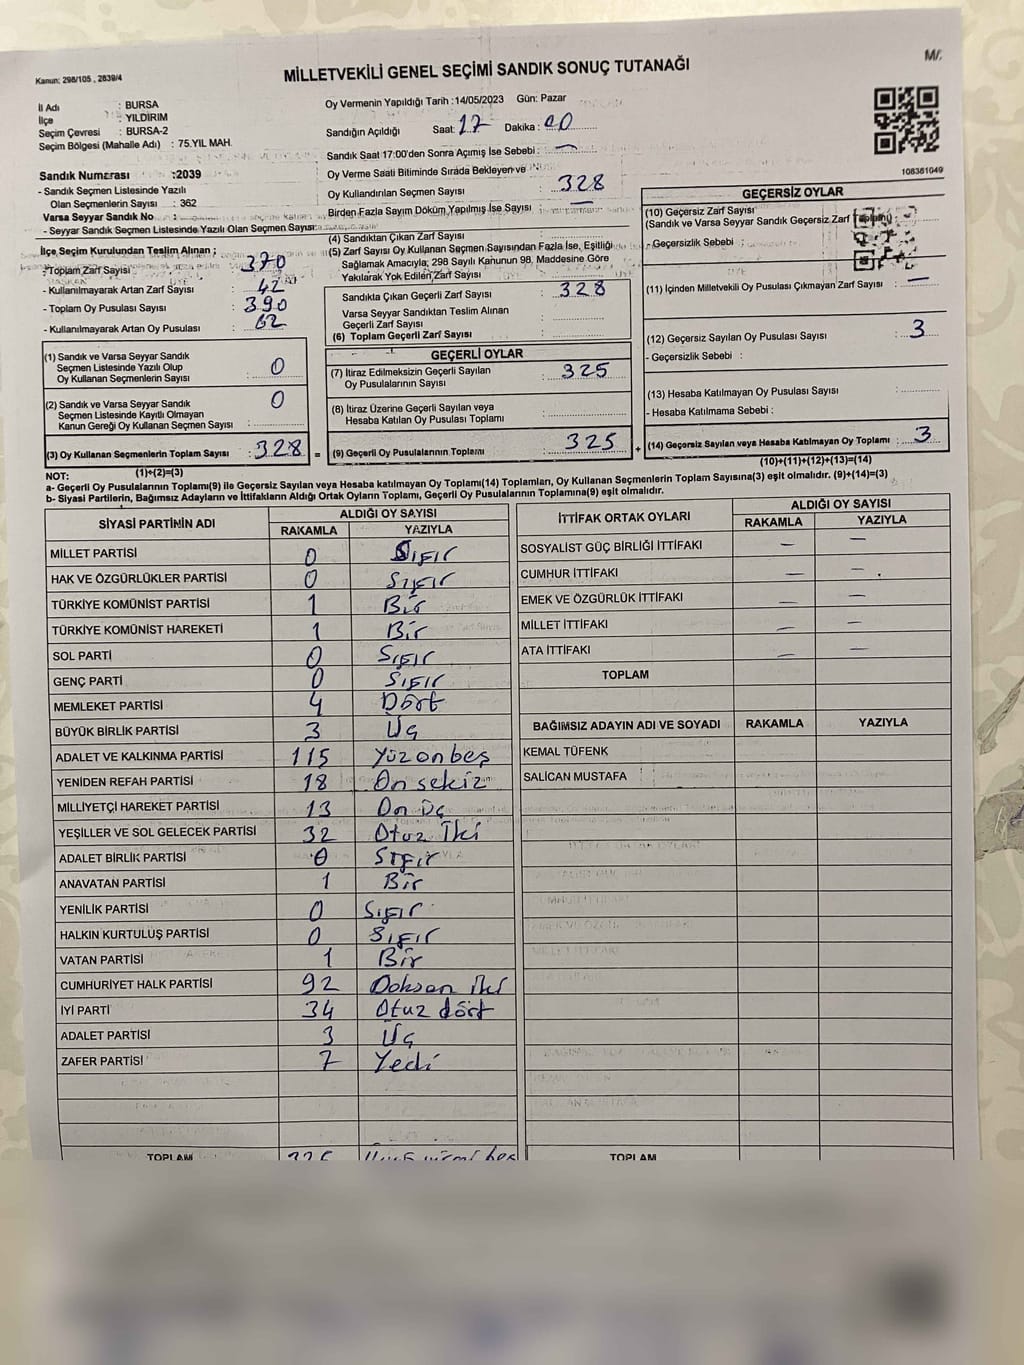 Kanun: 298/105 , 2839/4
MİLLETVEKİLİ GENEL SEÇİMİ SANDIK SONUÇ TUTANAĞI
İl Adı : BURSA
İlçe : YILDIRIM
Seçim Çevresi : BURSA-2
Seçim Bölgesi (Mahalle Adı) : 75.YIL MAH.
Sandık Numarası :2039
- Sandık Seçmen Listesinde Yazılı
Olan Seçmenlerin Sayısı : 362
Varsa Seyyar Sandık No :
- Seyyar Sandık Seçmen Listesinde Yazılı Olan Seçmen Sayısı:
İlçe Seçim Kurulundan Teslim Alınan ;
- Toplam Zarf Sayısı : 370
- Kullanılmayarak Artan Zarf Sayısı : 42
- Toplam Oy Pusulası Sayısı : 390
- Kullanılmayarak Artan Oy Pusulası : 62
(1) Sandık ve Varsa Seyyar Sandık
Seçmen Listesinde Yazılı Olup
Oy Kullanan Seçmenlerin Sayısı : 0
(2) Sandık ve Varsa Seyyar Sandık
Seçmen Listesinde Kayıtlı Olmayan
Kanun Gereği Oy Kullanan Seçmen Sayısı : 0
(3) Oy Kullanan Seçmenlerin Toplam Sayısı : 328 =
(1)+(2)=(3)
Oy Vermenin Yapıldığı Tarih :14/05/2023 Gün: Pazar
Sandığın Açıldığı Saat: 17 Dakika :
Sandık Saat 17:00'den Sonra Açımış İse Sebebi : —
Oy Verme Saati Bitiminde Sırada Bekleyen ve
Oy Kullandırılan Seçmen Sayısı : 328
Birden Fazla Sayım Döküm Yapılmış İse Sayısı : —
(4) Sandıktan Çıkan Zarf Sayısı
(5) Zarf Sayısı Oy Kullanan Seçmen Sayısından Fazla İse, Eşitliği
Sağlamak Amacıyla; 298 Sayılı Kanunun 98. Maddesine Göre
Yakılarak Yok Edilen Zarf Sayısı
Sandıkta Çıkan Geçerli Zarf Sayısı : 328
Varsa Seyyar Sandıktan Teslim Alınan
Geçerli Zarf Sayısı :
(6) Toplam Geçerli Zarf Sayısı :
GEÇERLİ OYLAR
(7) İtiraz Edilmeksizin Geçerli Sayılan
Oy Pusulalarının Sayısı : 325
(8) İtiraz Üzerine Geçerli Sayılan veya
Hesaba Katılan Oy Pusulası Toplamı :
(9) Geçerli Oy Pusulalarının Toplamı : 325 +
108381049
GEÇERSİZ OYLAR
(10) Geçersiz Zarf Sayısı
(Sandık ve Varsa Seyyar Sandık Geçersiz Zarf Toplamı)
- Geçersizlik Sebebi :
(11) İçinden Milletvekili Oy Pusulası Çıkmayan Zarf Sayısı : —
(12) Geçersiz Sayılan Oy Pusulası Sayısı : 3
- Geçersizlik Sebebi :
(13) Hesaba Katılmayan Oy Pusulası Sayısı :
- Hesaba Katılmama Sebebi :
(14) Geçersiz Sayılan veya Hesaba Katılmayan Oy Toplamı : 3
(10)+(11)+(12)+(13)=(14)
NOT:
a- Geçerli Oy Pusulalarının Toplamı(9) ile Geçersiz Sayılan veya Hesaba katılmayan Oy Toplamı(14) Toplamları, Oy Kullanan Seçmenlerin Toplam Sayısına(3) eşit olmalıdır. (9)+(14)=(3)
b- Siyasi Partilerin, Bağımsız Adayların ve İttifakların Aldığı Ortak Oyların Toplamı, Geçerli Oy Pusulalarının Toplamına(9) eşit olmalıdır.
SİYASİ PARTİNİN ADI ALDIĞI OY SAYISI
RAKAMLA YAZIYLA
MİLLET PARTİSİ 0 Sıfır
HAK VE ÖZGÜRLÜKLER PARTİSİ 0 Sıfır
TÜRKİYE KOMÜNİST PARTİSİ 1 Bir
TÜRKİYE KOMÜNİST HAREKETİ 1 Bir
SOL PARTİ 0 Sıfır
GENÇ PARTİ 0 Sıfır
MEMLEKET PARTİSİ 4 Dört
BÜYÜK BİRLİK PARTİSİ 3 Üç
ADALET VE KALKINMA PARTİSİ 115 Yüz on beş
YENİDEN REFAH PARTİSİ 18 On sekiz
MİLLİYETÇİ HAREKET PARTİSİ 13 On Üç
YEŞİLLER VE SOL GELECEK PARTİSİ 32 Otuz İki
ADALET BİRLİK PARTİSİ 0 Sıfır
ANAVATAN PARTİSİ 1 Bir
YENİLİK PARTİSİ 0 Sıfır
HALKIN KURTULUŞ PARTİSİ 0 Sıfır
VATAN PARTİSİ 1 Bir
CUMHURİYET HALK PARTİSİ 92 Doksan İki
İYİ PARTİ 34 Otuz dört
ADALET PARTİSİ 3 Üç
ZAFER PARTİSİ 7 Yedi
TOPLAM 325
İTTİFAK ORTAK OYLARI ALDIĞI OY SAYISI
RAKAMLA YAZIYLA
SOSYALİST GÜÇ BİRLİĞİ İTTİFAKI — —
CUMHUR İTTİFAKI — —
EMEK VE ÖZGÜRLÜK İTTİFAKI — —
MİLLET İTTİFAKI — —
ATA İTTİFAKI — —
TOPLAM
BAĞIMSIZ ADAYIN ADI VE SOYADI RAKAMLA YAZIYLA
KEMAL TÜFENK
SALİCAN MUSTAFA
TOPLAM